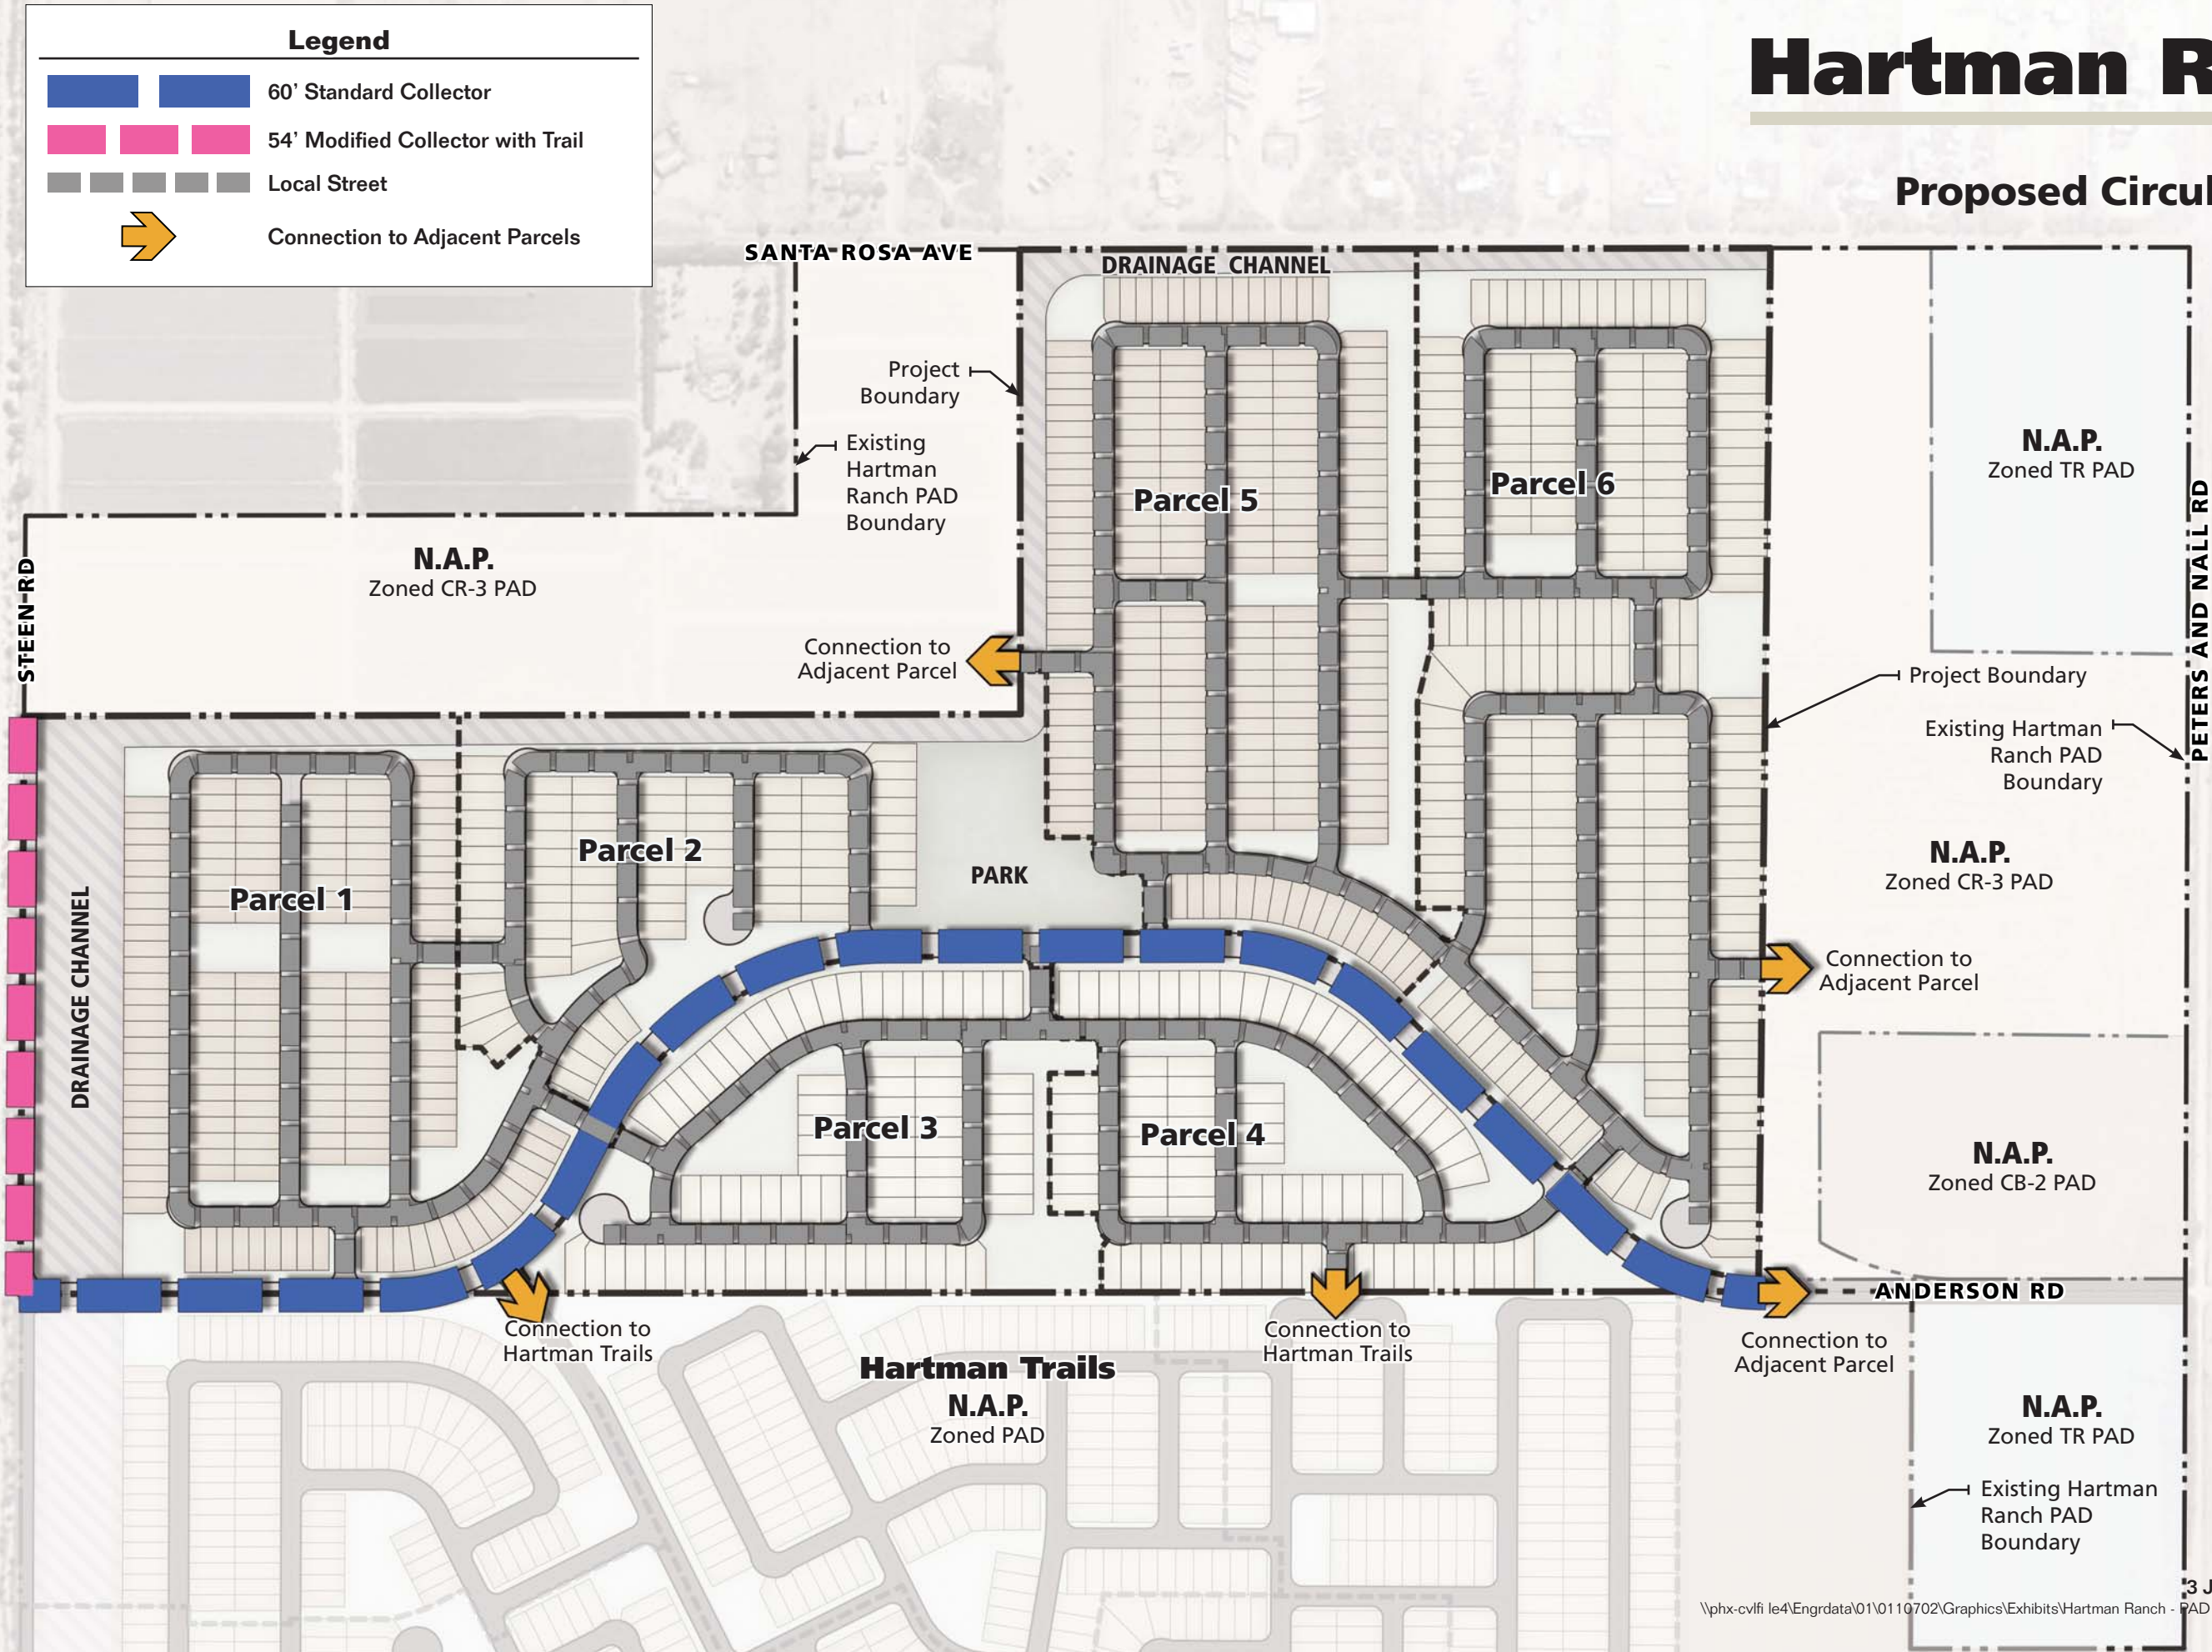 Legend
60’ Standard Collector
54’ Modified Collector with Trail
Local Street
Connection to Adjacent Parcels
Hartman R
Proposed Circul
SANTA ROSA AVE
DRAINAGE CHANNEL
Project
Boundary
Existing
Hartman
Ranch PAD
Boundary
N.A.P.
Zoned TR PAD
Parcel 5
Parcel 6
PETERS AND NALL RD
N.A.P.
Zoned CR-3 PAD
STEEN RD
Connection to
Adjacent Parcel
Project Boundary
Existing Hartman
Ranch PAD
Boundary
Parcel 2
Parcel 1
PARK
N.A.P.
Zoned CR-3 PAD
DRAINAGE CHANNEL
Connection to
Adjacent Parcel
Parcel 3
Parcel 4
N.A.P.
Zoned CB-2 PAD
ANDERSON RD
Connection to
Hartman Trails
Connection to
Hartman Trails
Connection to
Adjacent Parcel
Hartman Trails
N.A.P.
Zoned PAD
N.A.P.
Zoned TR PAD
Existing Hartman
Ranch PAD
Boundary
3 J
\\phx-cvlfi le4\Engrdata\01\0110702\Graphics\Exhibits\Hartman Ranch - PAD